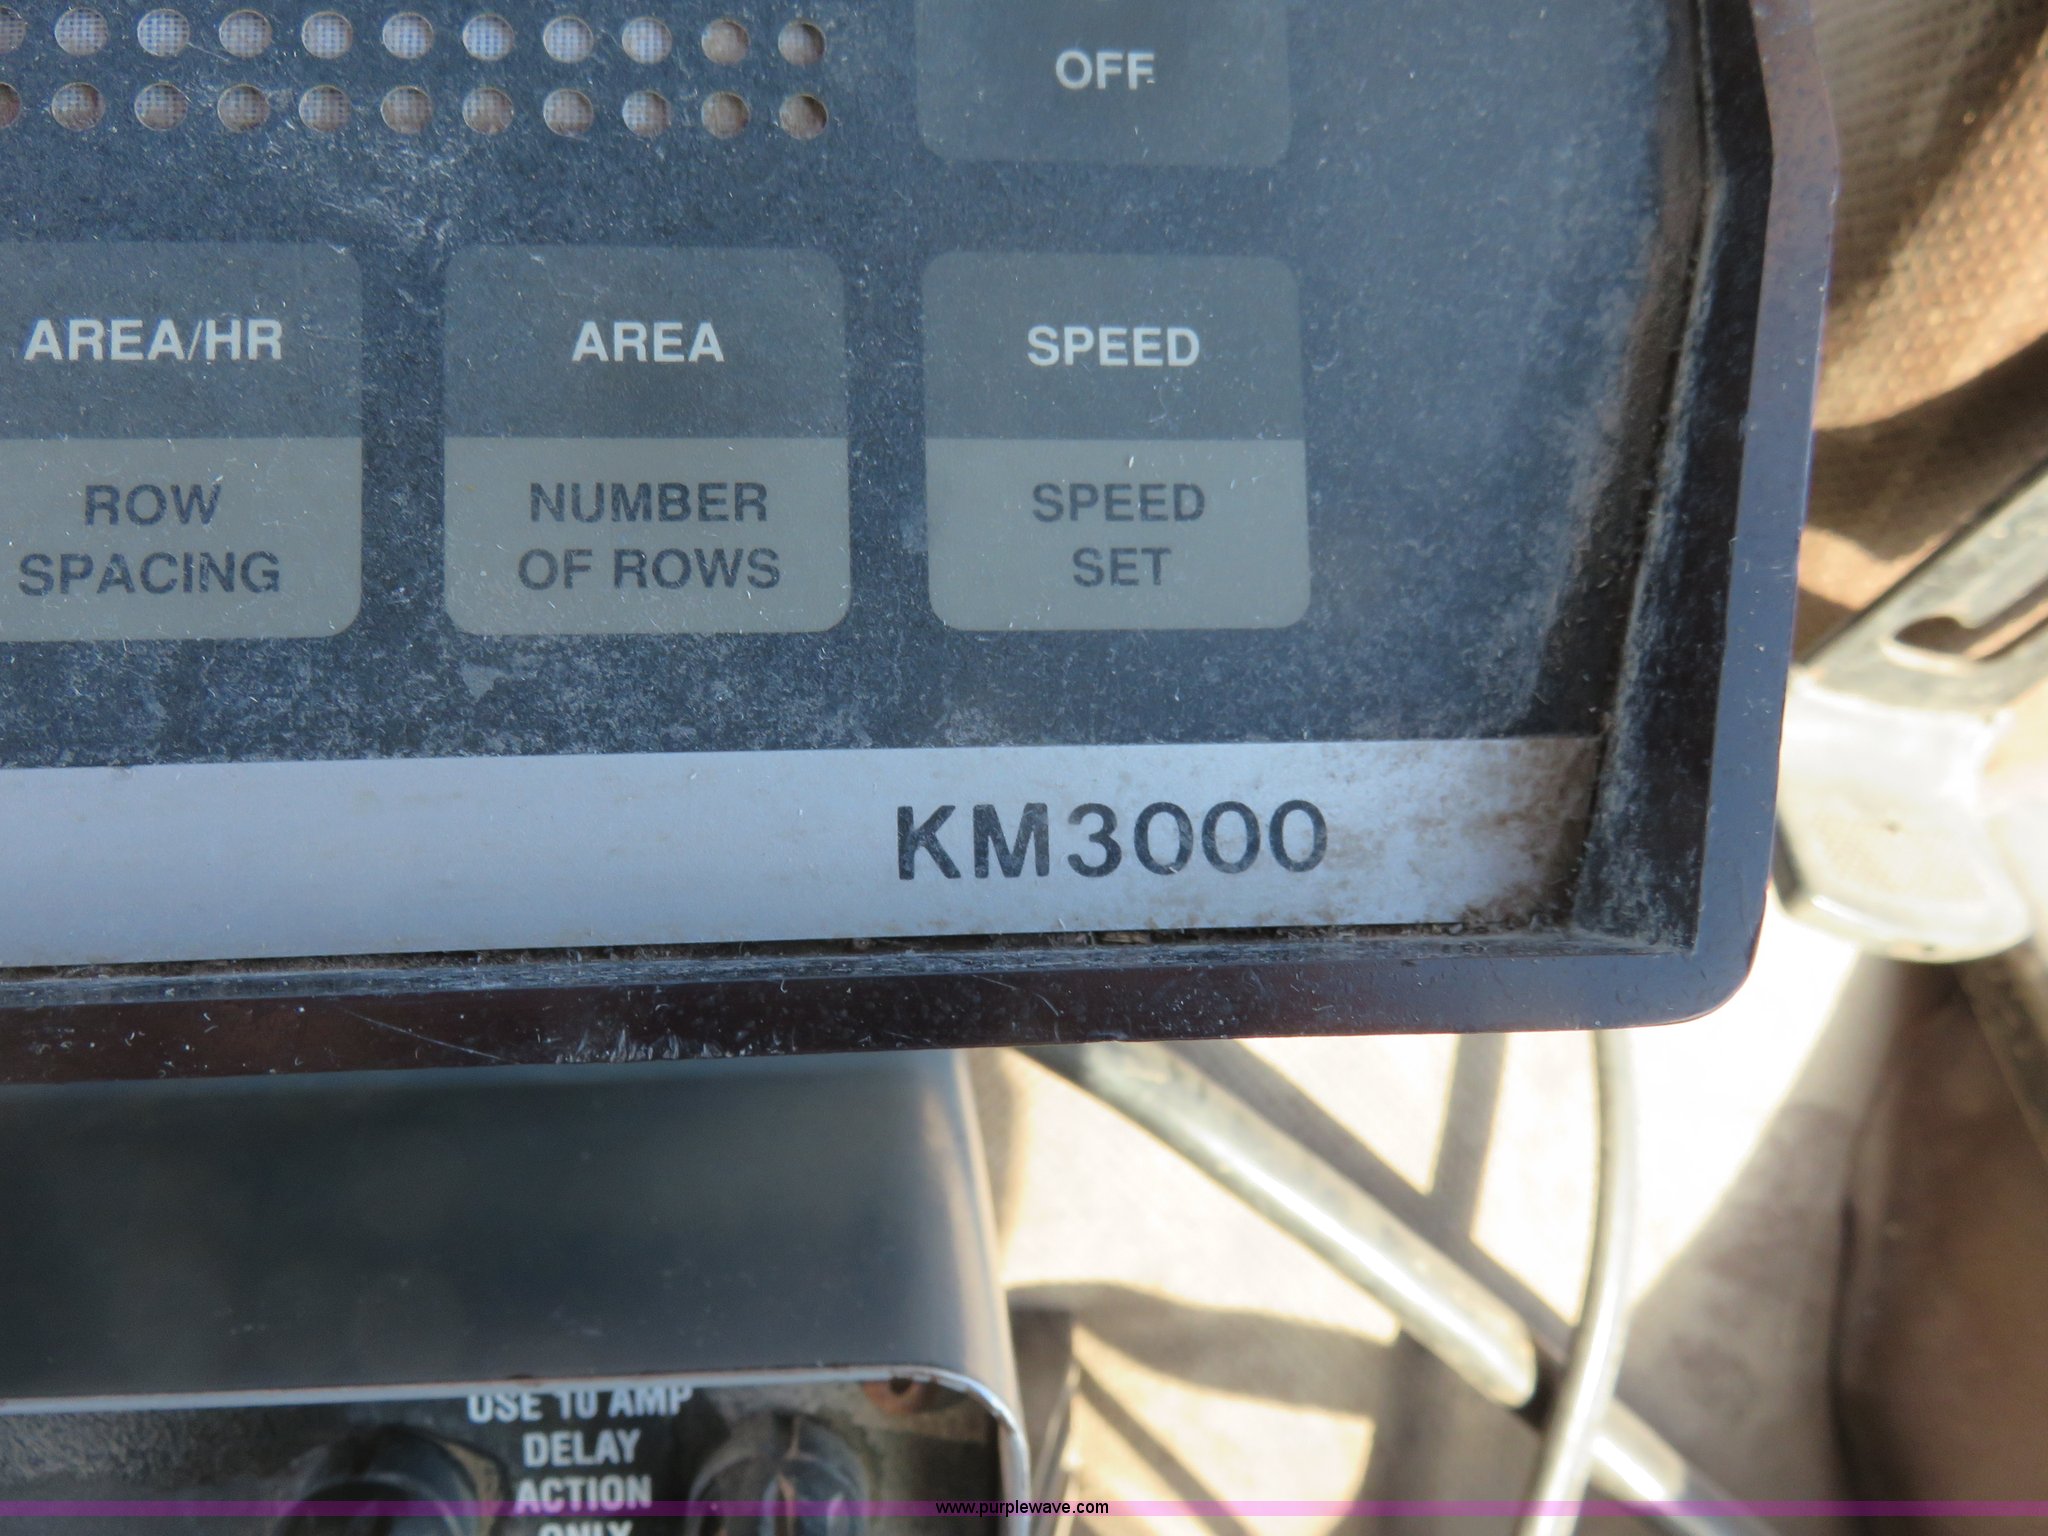 OFF
AREA/HR
AREA
SPEED
ROW
SPACING
NUMBER
OF ROWS
SPEED
SET
KM3000
USE 10 AMP
DELAY
ACTION
ONLY
www.purplewave.com